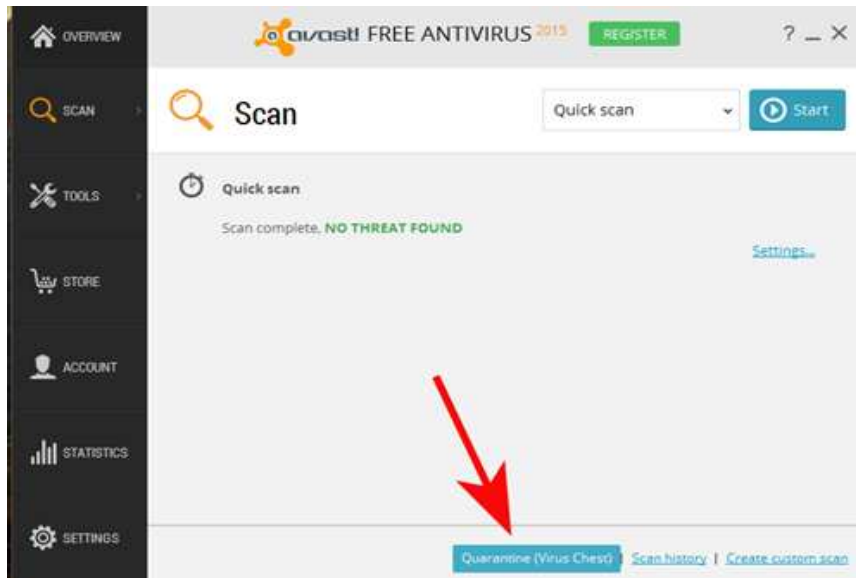 OVERVIEW
avast! FREE ANTIVIRUS 2015 REGISTER ? _ X
SCAN
Scan Quick scan Start
TOOLS
Quick scan
Scan complete, NO THREAT FOUND
Settings...
STORE
ACCOUNT
STATISTICS
SETTINGS
Quarantine (Virus Chest) | Scan history | Create custom scan